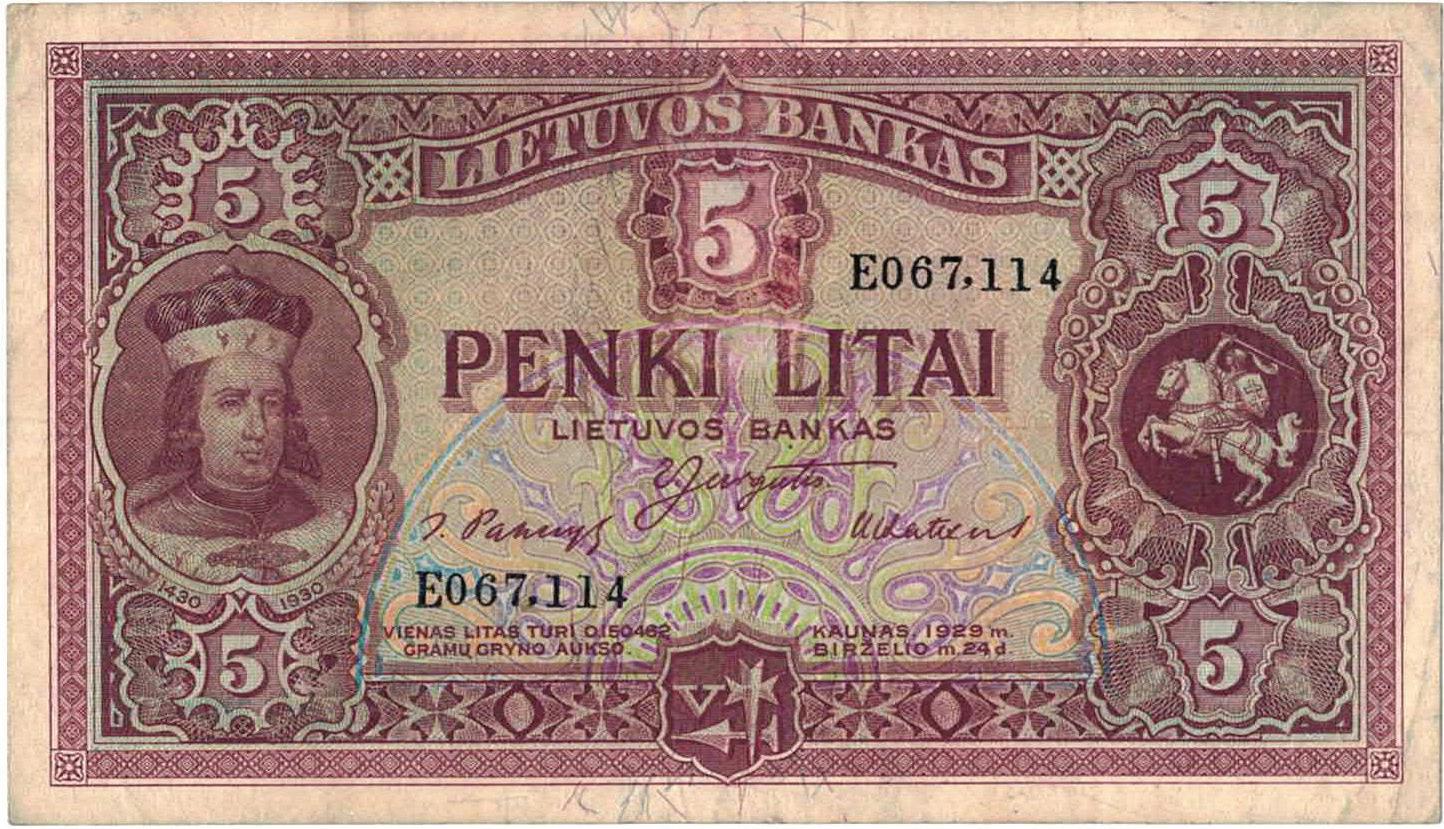 LIETUVOS BANKAS
5
5
5
E067,114
PENKI LITAI
LIETUVOS BANKAS
V. Jurgutis
E067,114
1430 1930
VIENAS LITAS TURI 0.150462
GRAMŲ GRYNO AUKSO.
KAUNAS, 1929 m.
BIRŽELIO m. 24 d.
5
5